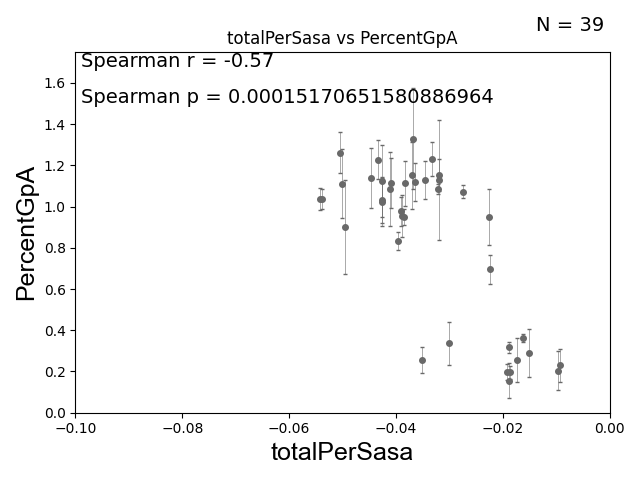 N = 39
totalPerSasa vs PercentGpA
Spearman r = -0.57
Spearman p = 0.00015170651580886964
PercentGpA
1.6
1.4
1.2
1.0
0.8
0.6
0.4
0.2
0.0
−0.10 −0.08 −0.06 −0.04 −0.02 0.00
totalPerSasa